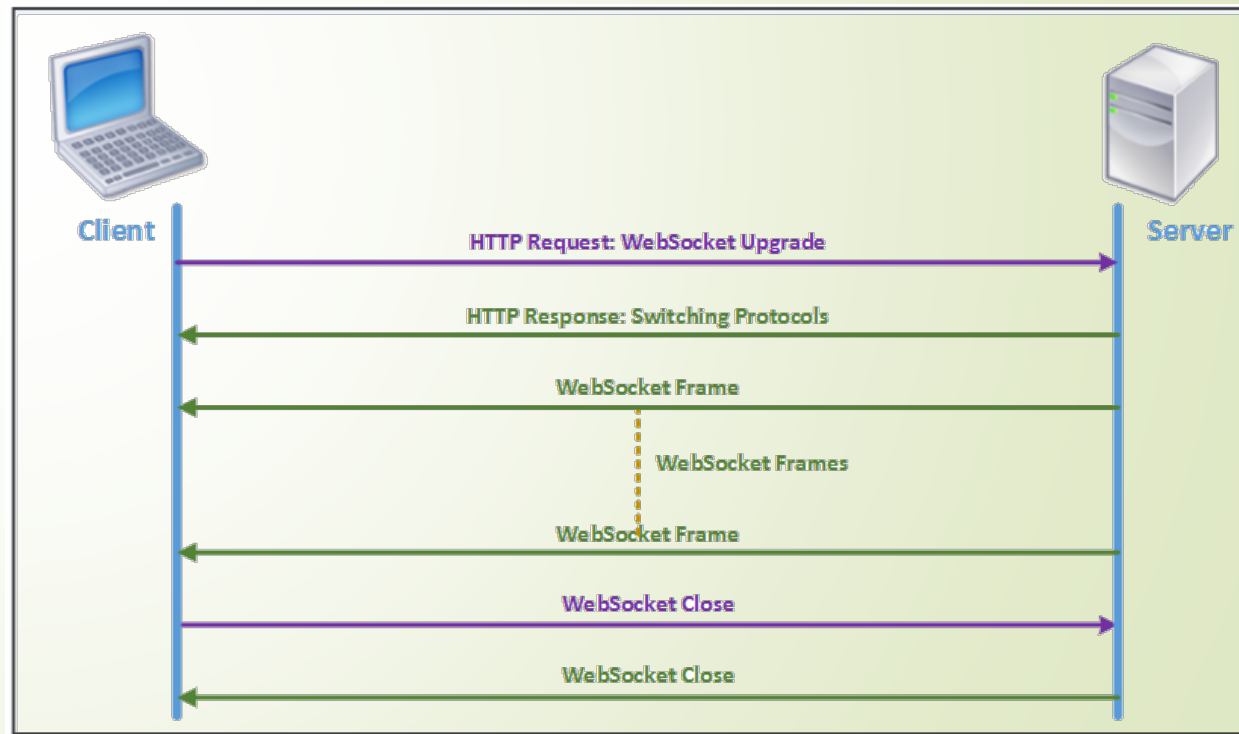 Client
Server
HTTP Request: WebSocket Upgrade
HTTP Response: Switching Protocols
WebSocket Frame
WebSocket Frames
WebSocket Frame
WebSocket Close
WebSocket Close